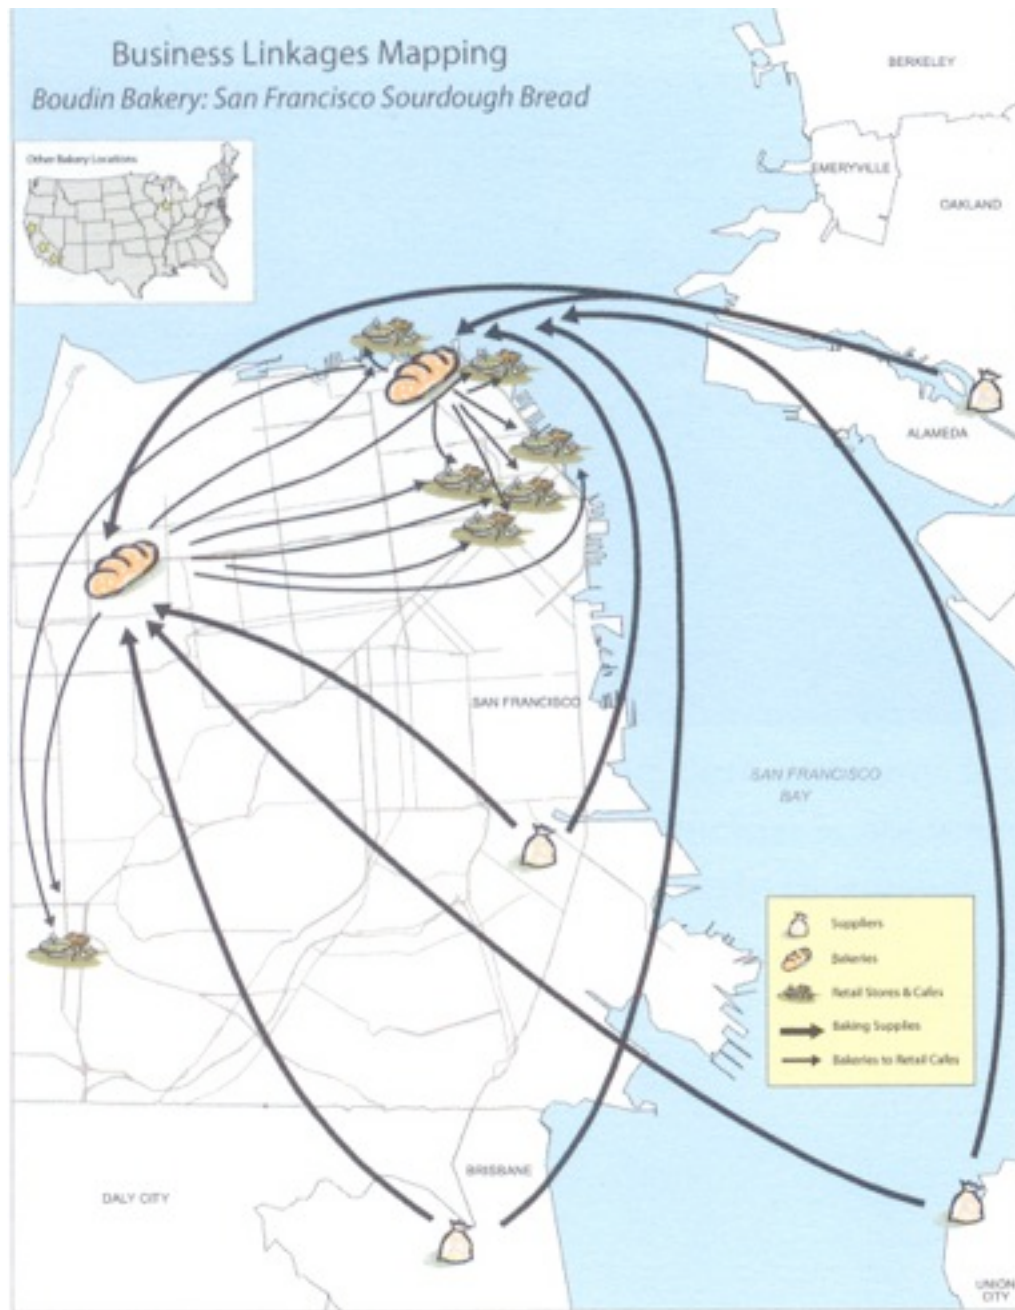 Business Linkages Mapping
Boudin Bakery: San Francisco Sourdough Bread
Other Bakery Locations
BERKELEY
EMERYVILLE
OAKLAND
ALAMEDA
SAN FRANCISCO
SAN FRANCISCO
BAY
Suppliers
Bakeries
Retail Stores & Cafes
Baking Supplies
Bakeries to Retail Cafes
BRISBANE
DALY CITY
UNION
CITY